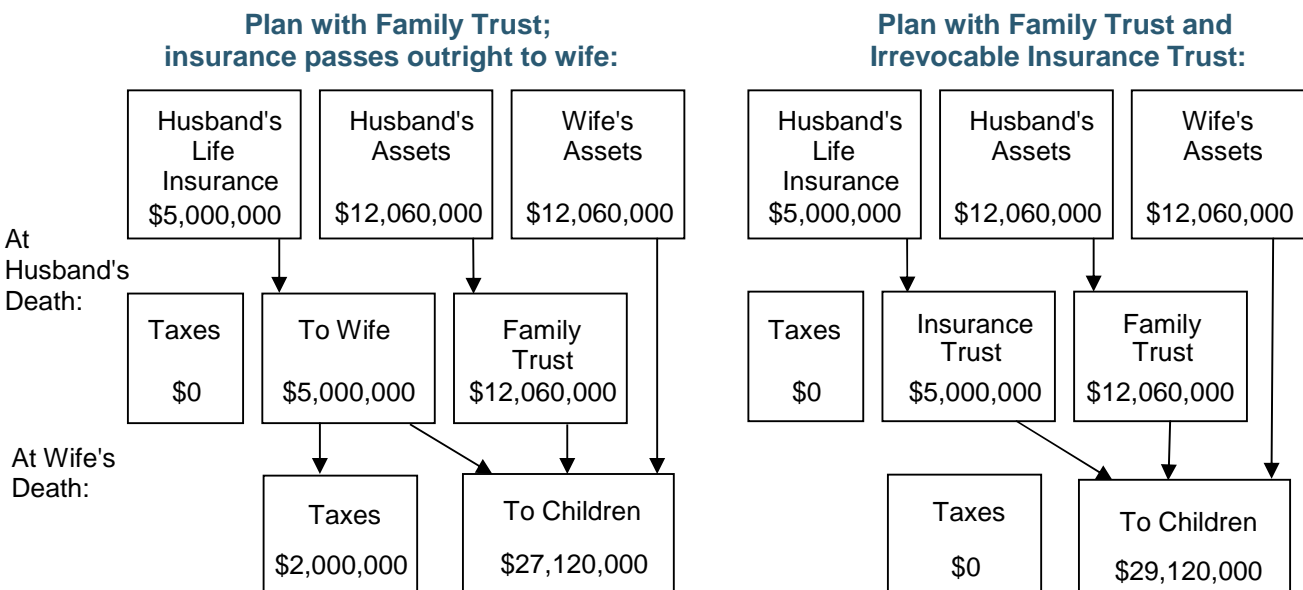 Plan with Family Trust;
insurance passes outright to wife:
Husband's
Life
Insurance
$5,000,000
Husband's
Assets
$12,060,000
Wife's
Assets
$12,060,000
At
Husband's
Death:
Taxes
$0
To Wife
$5,000,000
Family
Trust
$12,060,000
At Wife's
Death:
Taxes
$2,000,000
To Children
$27,120,000
Plan with Family Trust and
Irrevocable Insurance Trust:
Husband's
Life
Insurance
$5,000,000
Husband's
Assets
$12,060,000
Wife's
Assets
$12,060,000
Taxes
$0
Insurance
Trust
$5,000,000
Family
Trust
$12,060,000
Taxes
$0
To Children
$29,120,000